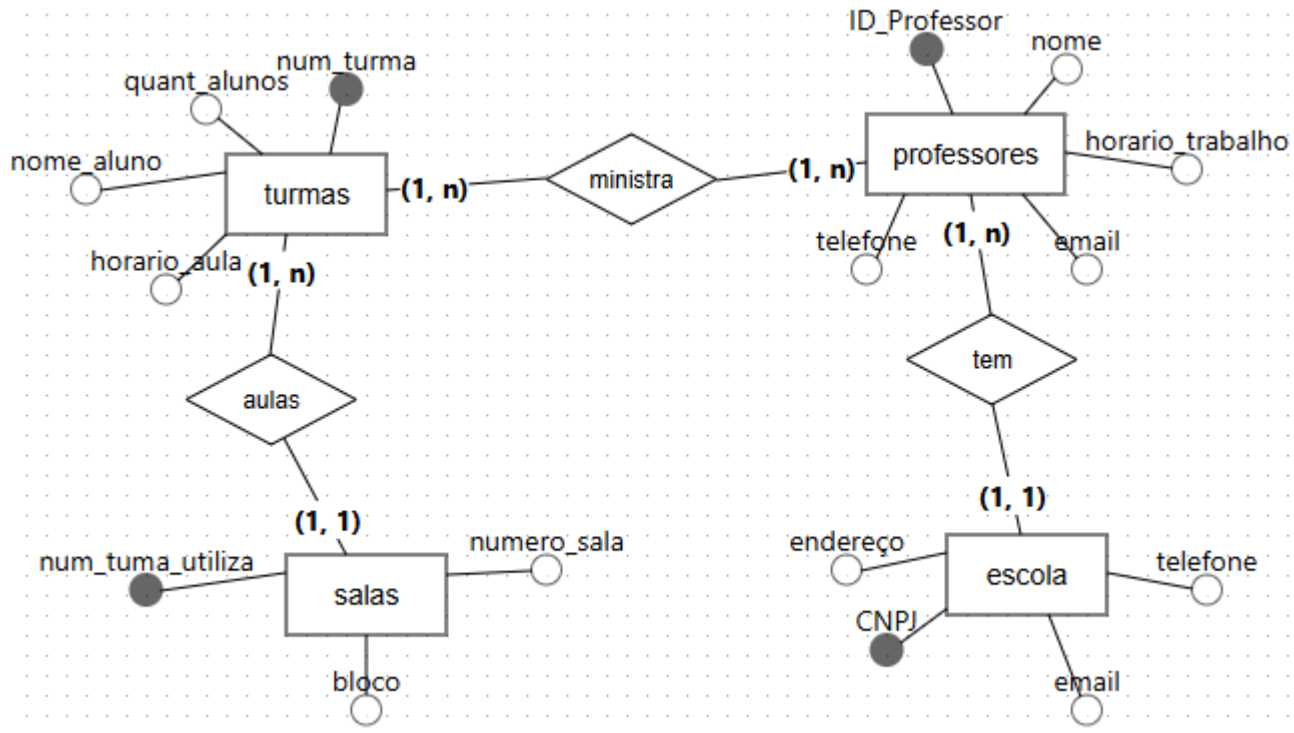 ID_Professor
nome
num_turma
quant_alunos
nome_aluno
turmas
(1, n)
ministra
(1, n)
professores
horario_trabalho
horario_aula
(1, n)
telefone
(1, n)
email
aulas
tem
(1, 1)
(1, 1)
num_tuma_utiliza
salas
numero_sala
bloco
endereço
escola
telefone
CNPJ
email